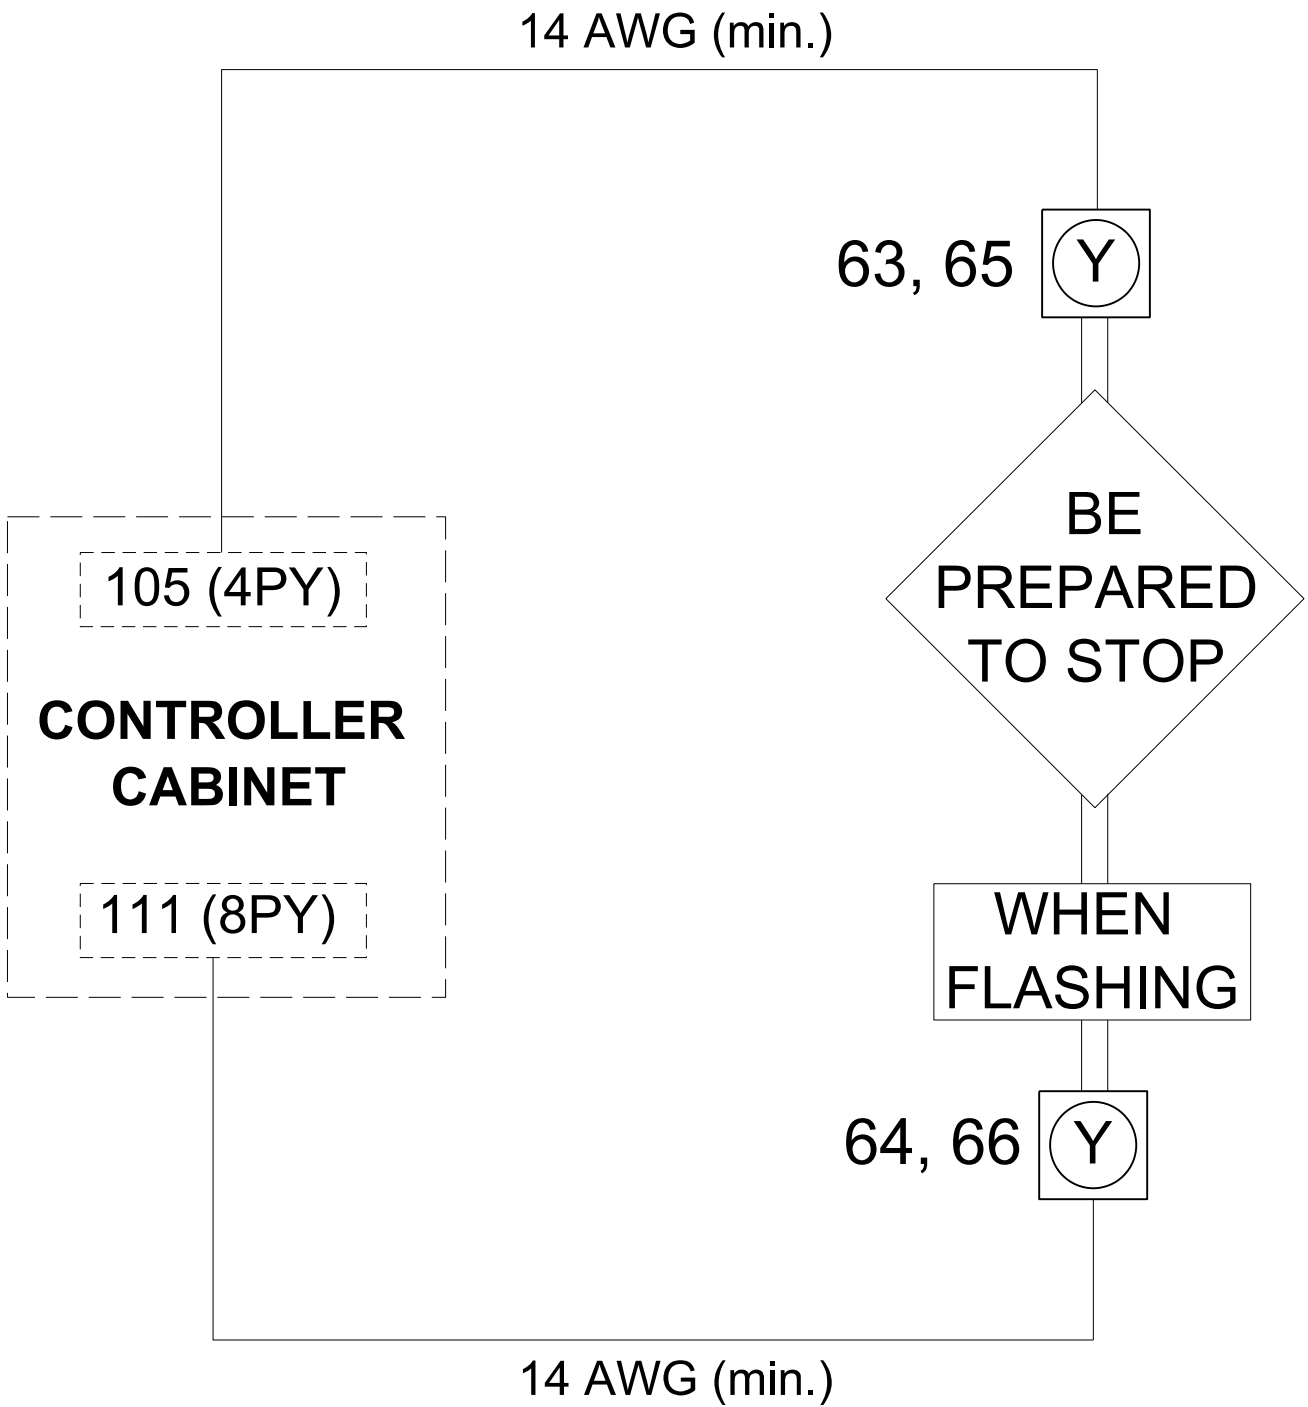 14 AWG (min.)
63, 65
Y
BE
PREPARED
TO STOP
105 (4PY)
CONTROLLER
CABINET
111 (8PY)
WHEN
FLASHING
64, 66
Y
14 AWG (min.)